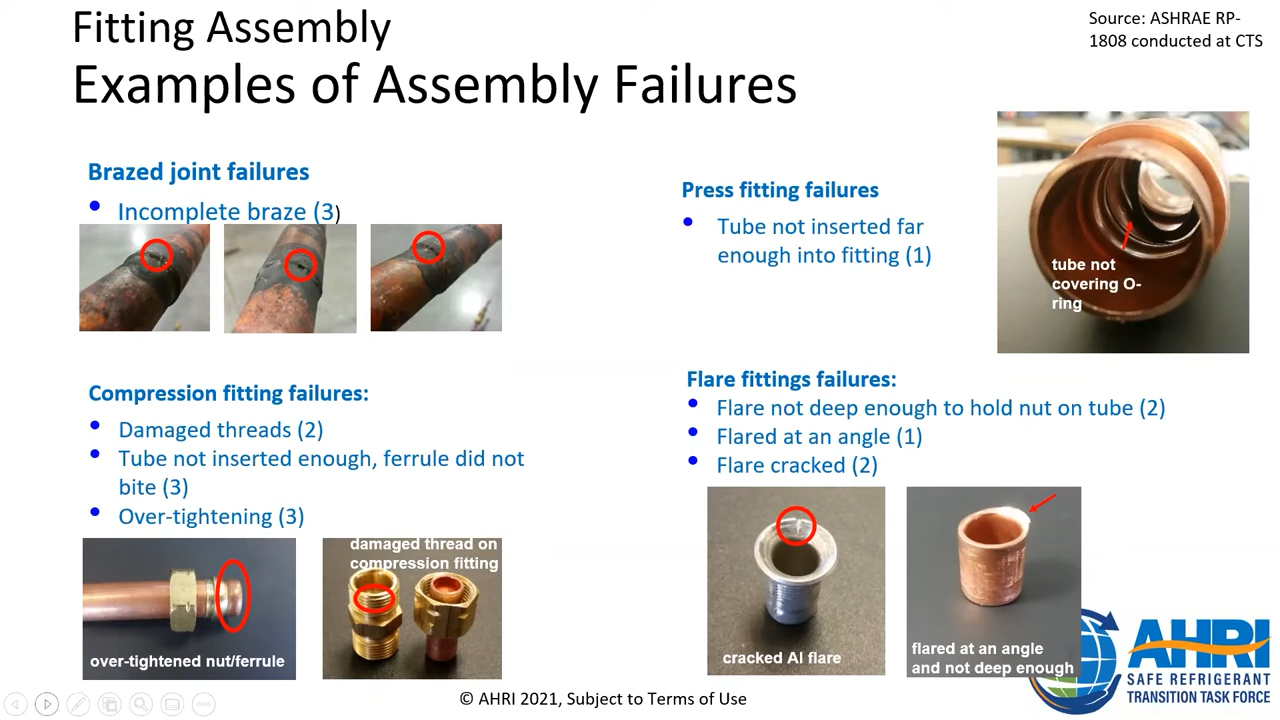 Fitting Assembly
Examples of Assembly Failures
Source: ASHRAE RP-
1808 conducted at CTS
Brazed joint failures
• Incomplete braze (3)
Compression fitting failures:
• Damaged threads (2)
• Tube not inserted enough, ferrule did not
bite (3)
• Over-tightening (3)
over-tightened nut/ferrule
damaged thread on
compression fitting
Press fitting failures
• Tube not inserted far
enough into fitting (1)
tube not
covering O-
ring
Flare fittings failures:
• Flare not deep enough to hold nut on tube (2)
• Flared at an angle (1)
• Flare cracked (2)
cracked Al flare
flared at an angle
and not deep enough
AHRI
SAFE REFRIGERANT
TRANSITION TASK FORCE
© AHRI 2021, Subject to Terms of Use